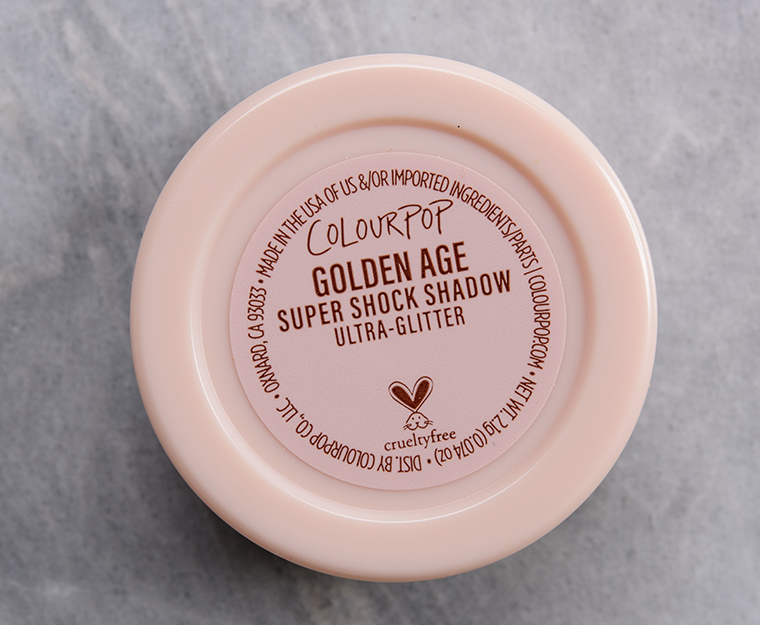 COLOURPOP
GOLDEN AGE
SUPER SHOCK SHADOW
ULTRA-GLITTER
crueltyfree
MADE IN THE USA OF US &/OR IMPORTED INGREDIENTS/PARTS | COLOURPOP.COM • NET WT. 2.1g (0.074 oz) • DIST. BY COLOURPOP CO., LLC. • OXNARD, CA 93033 •